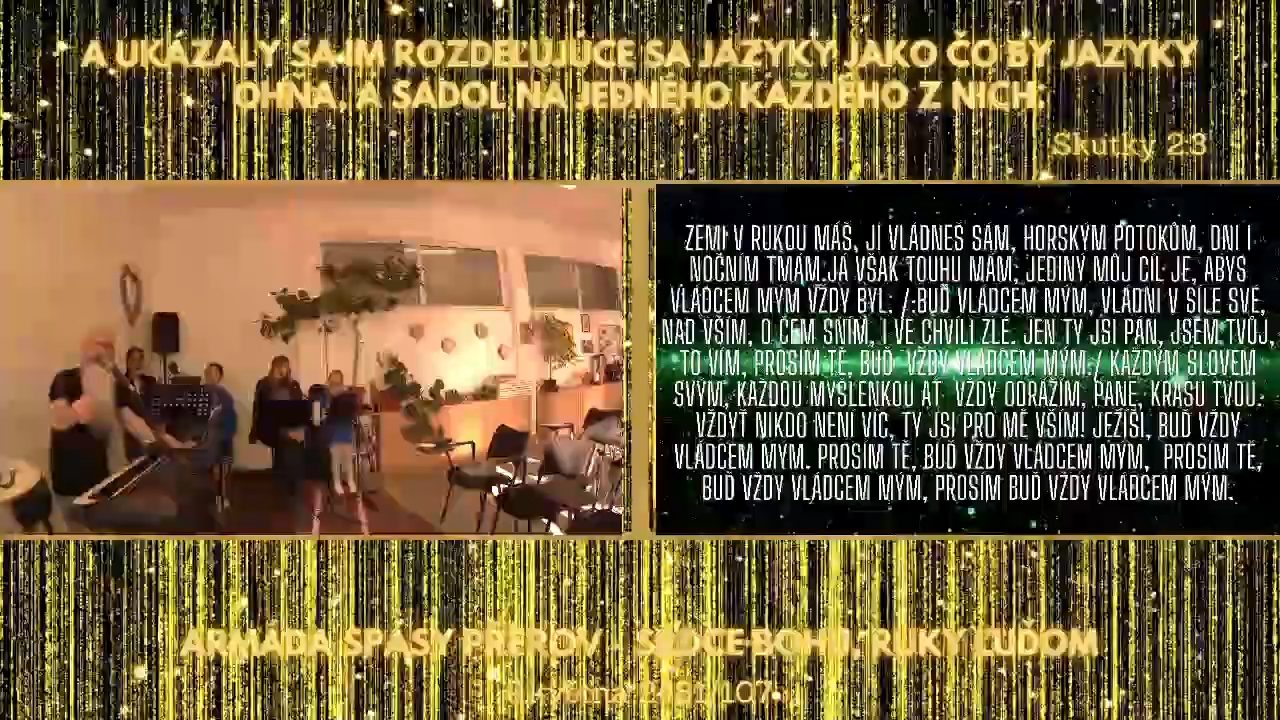 A UKÁZALY SA IM ROZDEĽUJÚCE SA JAZYKY JAKO ČO BY JAZYKY
OHŇA, A SADOL NA JEDNÉHO KAŽDÉHO Z NICH:
Skutky 2:3
ZEMI V RUKOU MÁŠ, JÍ VLÁDNEŠ SÁM, HORSKÝM POTOKŮM, DNI I
NOČNÍM TMÁM.JÁ VŠAK TOUHU MÁM: JEDINÝ MŮJ CÍL JE, ABYS
VLÁDCEM MÝM VŽDY BYL. /:BUĎ VLÁDCEM MÝM, VLÁDNI V SÍLE SVÉ,
NAD VŠÍM, O ČEM SNÍM, I VE CHVÍLI ZLÉ. JEN TY JSI PÁN, JSEM TVŮJ,
TO VÍM, PROSÍM TĚ, BUĎ VŽDY VLÁDCEM MÝM:/ KAŽDÝM SLOVEM
SVÝM, KAŽDOU MYŠLENKOU AŤ VŽDY ODRÁŽÍM, PANE, KRÁSU TVOU.
VŽDYŤ NIKDO NENÍ VÍC, TY JSI PRO MĚ VŠÍM! JEŽÍŠI, BUĎ VŽDY
VLÁDCEM MÝM. PROSÍM TĚ, BUĎ VŽDY VLÁDCEM MÝM, PROSÍM TĚ,
BUĎ VŽDY VLÁDCEM MÝM, PROSÍM BUĎ VŽDY VLÁDCEM MÝM.
ARMÁDA SPÁSY PŘEROV SRDCE BOHU, RUKY ĽUĎOM